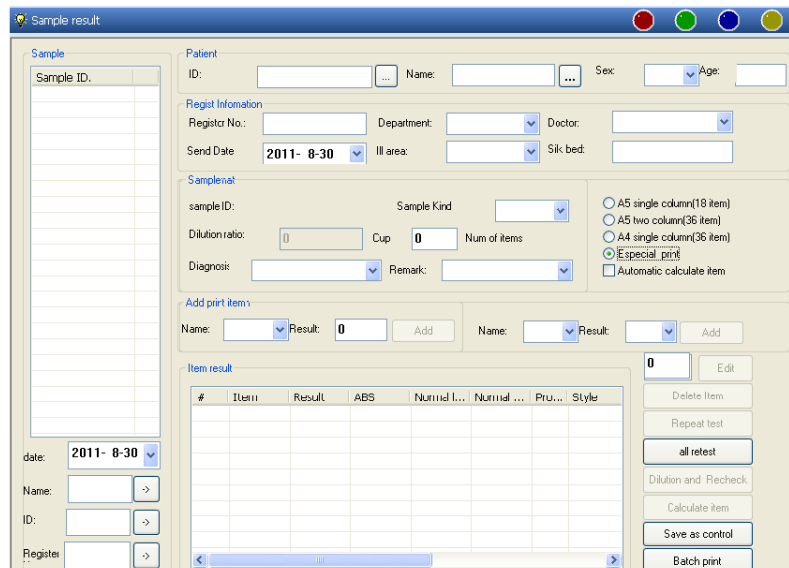 Sample result
Sample
Sample ID.
date: 2011- 8-30
Name: ->
ID: ->
Register ->
Patient
ID: ... Name: ... Sex: Age:
Regist Infomation
Register No.: Department: Doctor:
Send Date 2011- 8-30 Ill area: Sik bed:
Samplemat
sample ID: Sample Kind
Dilution ratio: 0 Cup 0 Num of items
Diagnosis Remark:
A5 single column(18 item)
A5 two column(36 item)
A4 single column(36 item)
Especial print
Automatic calculate item
Add print items
Name: Result: 0 Add Name: Result: Add
Item result
# Item Result ABS Normal l... Normal ... Pro... Style
0 Edit
Delete Item
Repeat test
all retest
Dilution and Recheck
Calculate item
Save as control
Batch print